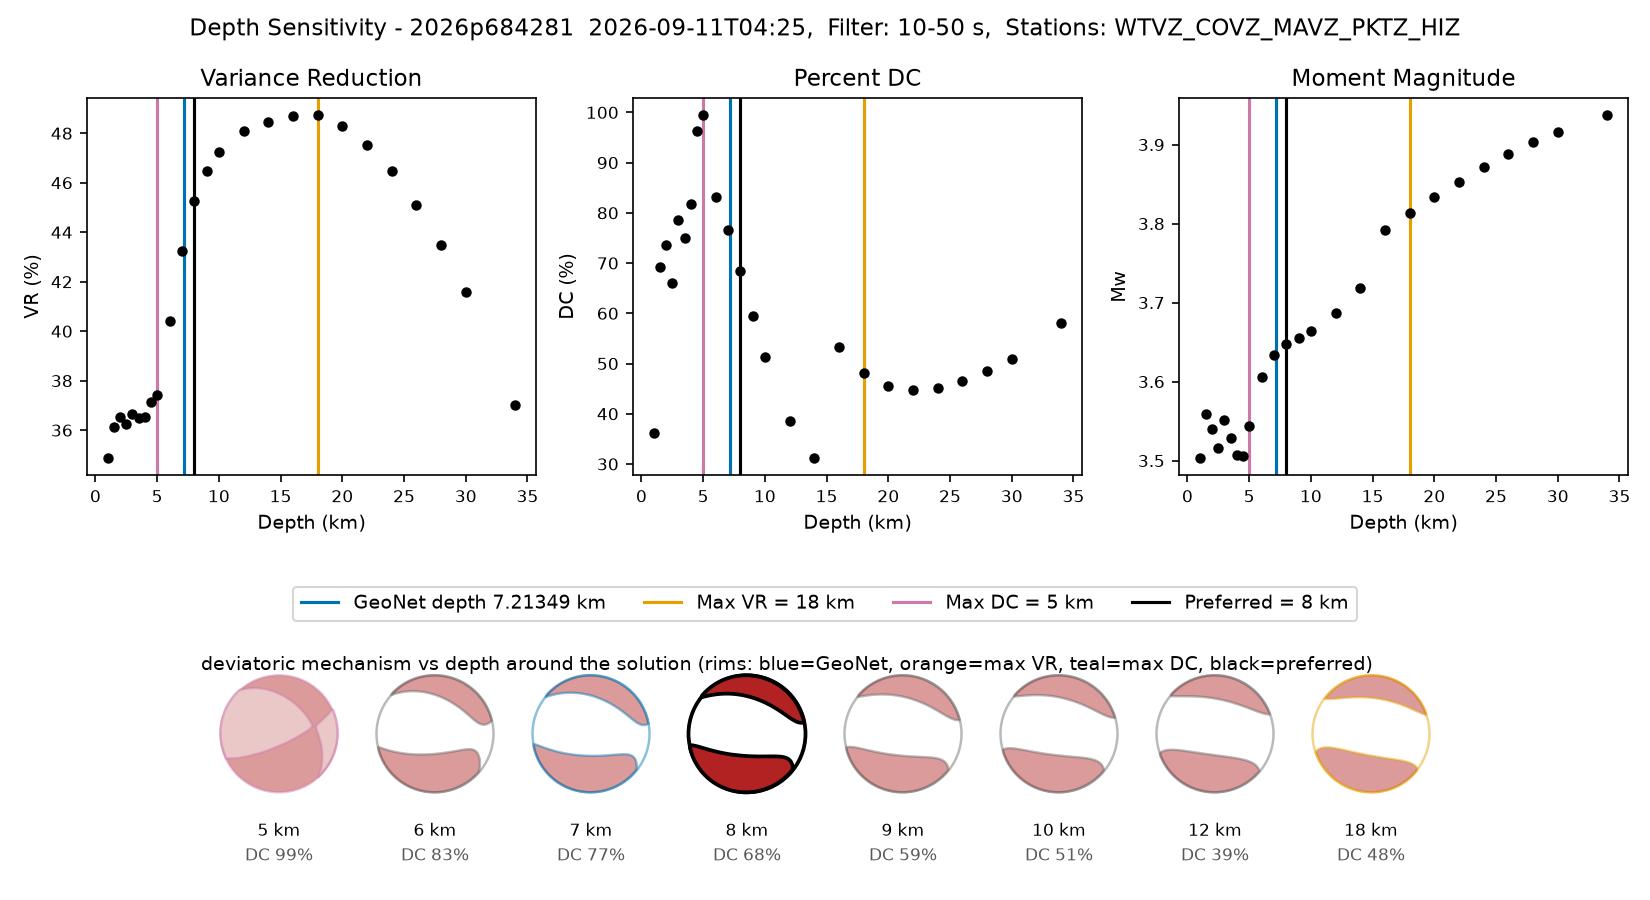 Depth Sensitivity - 2026p684281  2026-09-11T04:25,  Filter: 10-50 s,  Stations: WTVZ_COVZ_MAVZ_PKTZ_HIZ
Variance Reduction
VR (%)
48
46
44
42
40
38
36
0 5 10 15 20 25 30 35
Depth (km)
Percent DC
DC (%)
100
90
80
70
60
50
40
30
0 5 10 15 20 25 30 35
Depth (km)
Moment Magnitude
Mw
3.9
3.8
3.7
3.6
3.5
0 5 10 15 20 25 30 35
Depth (km)
GeoNet depth 7.21349 km  Max VR = 18 km  Max DC = 5 km  Preferred = 8 km
deviatoric mechanism vs depth around the solution (rims: blue=GeoNet, orange=max VR, teal=max DC, black=preferred)
5 km 6 km 7 km 8 km 9 km 10 km 12 km 18 km
DC 99% DC 83% DC 77% DC 68% DC 59% DC 51% DC 39% DC 48%